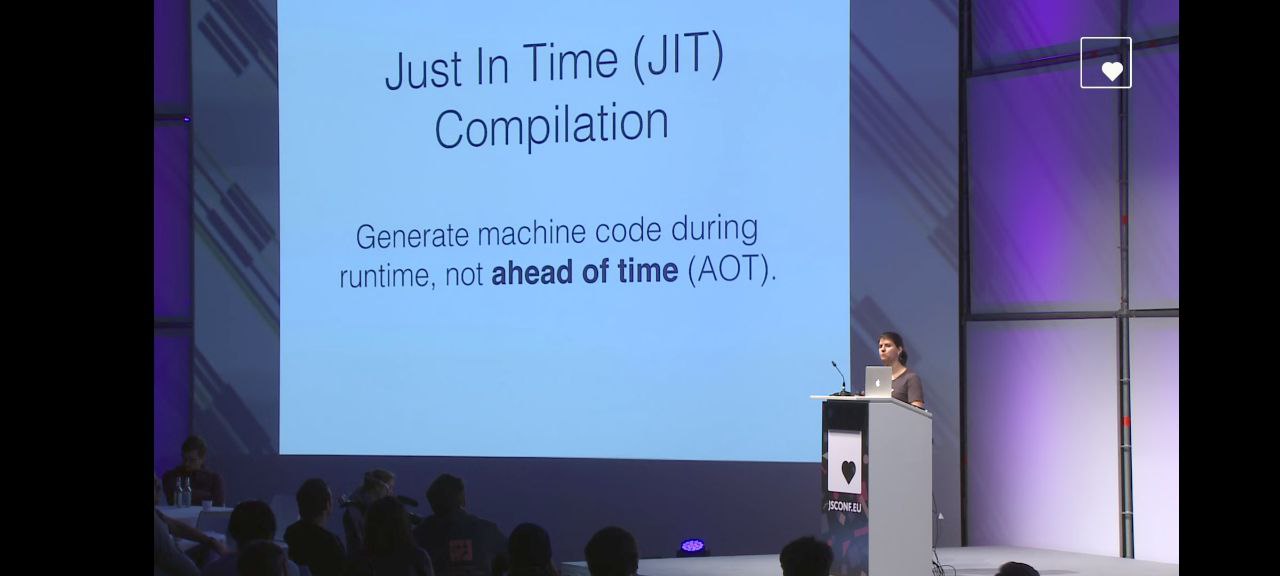 Just In Time (JIT)
Compilation
Generate machine code during
runtime, not ahead of time (AOT).
JSCONF.EU